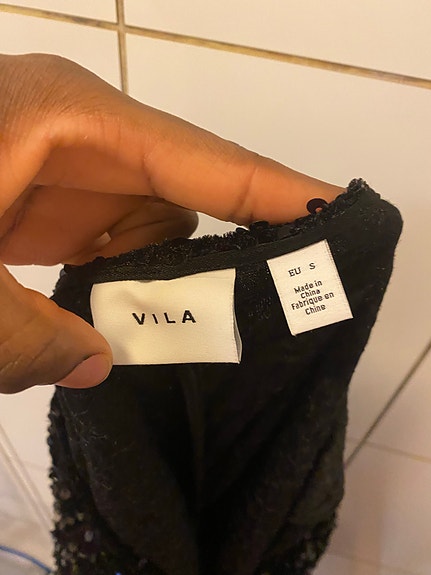 VILA
EU S
Made in
China
Fabriqué en
Chine